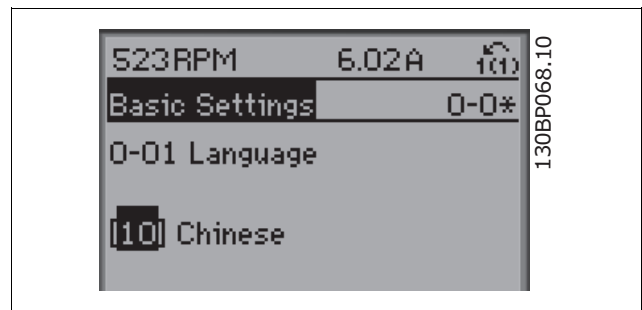 523RPM 6.02A 1(1)
Basic Settings 0-0*
0-01 Language
[10] Chinese
130BP068.10